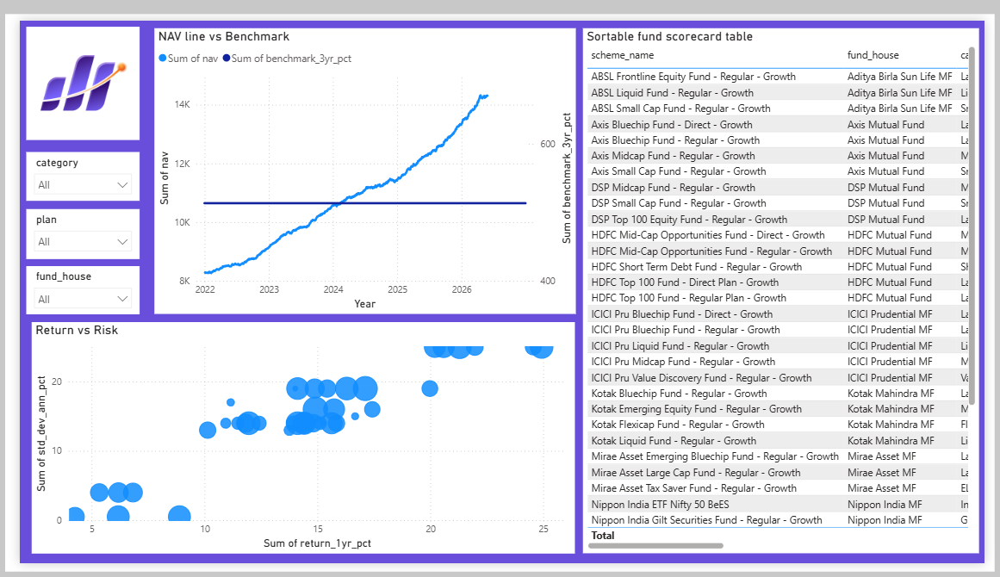 category
All
plan
All
fund_house
All
NAV line vs Benchmark
Sum of nav Sum of benchmark_3yr_pct
14K
12K
10K
8K
Sum of nav
600
400
Sum of benchmark_3yr_pct
2022 2023 2024 2025 2026
Year
Return vs Risk
20
10
0
Sum of std_dev_ann_pct
5 10 15 20 25
Sum of return_1yr_pct
Sortable fund scorecard table
scheme_name fund_house ca
ABSL Frontline Equity Fund - Regular - Growth Aditya Birla Sun Life MF La
ABSL Liquid Fund - Regular - Growth Aditya Birla Sun Life MF Li
ABSL Small Cap Fund - Regular - Growth Aditya Birla Sun Life MF Sr
Axis Bluechip Fund - Direct - Growth Axis Mutual Fund La
Axis Bluechip Fund - Regular - Growth Axis Mutual Fund La
Axis Midcap Fund - Regular - Growth Axis Mutual Fund M
Axis Small Cap Fund - Regular - Growth Axis Mutual Fund Sr
DSP Midcap Fund - Regular - Growth DSP Mutual Fund M
DSP Small Cap Fund - Regular - Growth DSP Mutual Fund Sr
DSP Top 100 Equity Fund - Regular - Growth DSP Mutual Fund La
HDFC Mid-Cap Opportunities Fund - Direct - Growth HDFC Mutual Fund M
HDFC Mid-Cap Opportunities Fund - Regular - Growth HDFC Mutual Fund M
HDFC Short Term Debt Fund - Regular - Growth HDFC Mutual Fund Sh
HDFC Top 100 Fund - Direct Plan - Growth HDFC Mutual Fund La
HDFC Top 100 Fund - Regular Plan - Growth HDFC Mutual Fund La
ICICI Pru Bluechip Fund - Direct - Growth ICICI Prudential MF La
ICICI Pru Bluechip Fund - Regular - Growth ICICI Prudential MF La
ICICI Pru Liquid Fund - Regular - Growth ICICI Prudential MF Li
ICICI Pru Midcap Fund - Regular - Growth ICICI Prudential MF M
ICICI Pru Value Discovery Fund - Regular - Growth ICICI Prudential MF Va
Kotak Bluechip Fund - Regular - Growth Kotak Mahindra MF La
Kotak Emerging Equity Fund - Regular - Growth Kotak Mahindra MF M
Kotak Flexicap Fund - Regular - Growth Kotak Mahindra MF Fl
Kotak Liquid Fund - Regular - Growth Kotak Mahindra MF Li
Mirae Asset Emerging Bluechip Fund - Regular - Growth Mirae Asset MF La
Mirae Asset Large Cap Fund - Regular - Growth Mirae Asset MF La
Mirae Asset Tax Saver Fund - Regular - Growth Mirae Asset MF EL
Nippon India ETF Nifty 50 BeES Nippon India MF In
Nippon India Gilt Securities Fund - Regular - Growth Nippon India MF G
Total